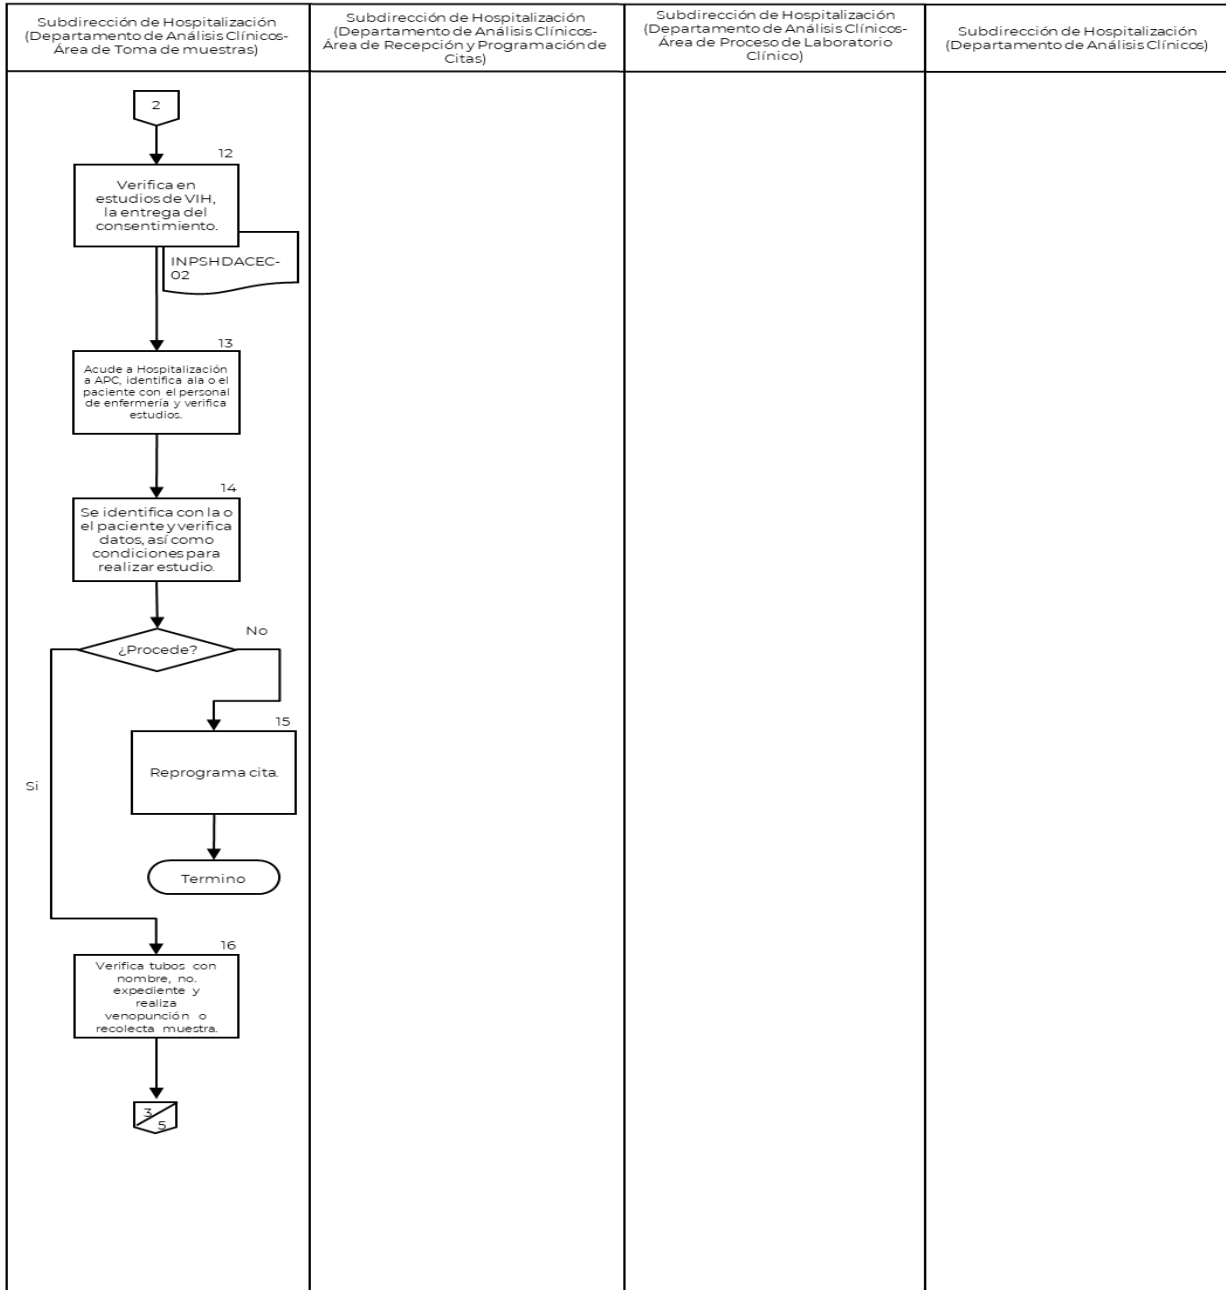 Subdirección de Hospitalización
(Departamento de Análisis Clínicos-
Área de Toma de muestras)
Subdirección de Hospitalización
(Departamento de Análisis Clínicos-
Área de Recepción y Programación de
Citas)
Subdirección de Hospitalización
(Departamento de Análisis Clínicos-
Área de Proceso de Laboratorio
Clínico)
Subdirección de Hospitalización
(Departamento de Análisis Clínicos)
2
12
Verifica en
estudios de VIH,
la entrega del
consentimiento.
INPSHDACEC-
02
13
Acude a Hospitalización
a APC, identifica ala o el
paciente con el personal
de enfermería y verifica
estudios.
14
Se identifica con la o
el paciente y verifica
datos, así como
condiciones para
realizar estudio.
¿Procede?
No
15
Reprograma cita.
Si
Termino
16
Verifica tubos con
nombre, no.
expediente y
realiza
venopunción o
recolecta muestra.
3
5